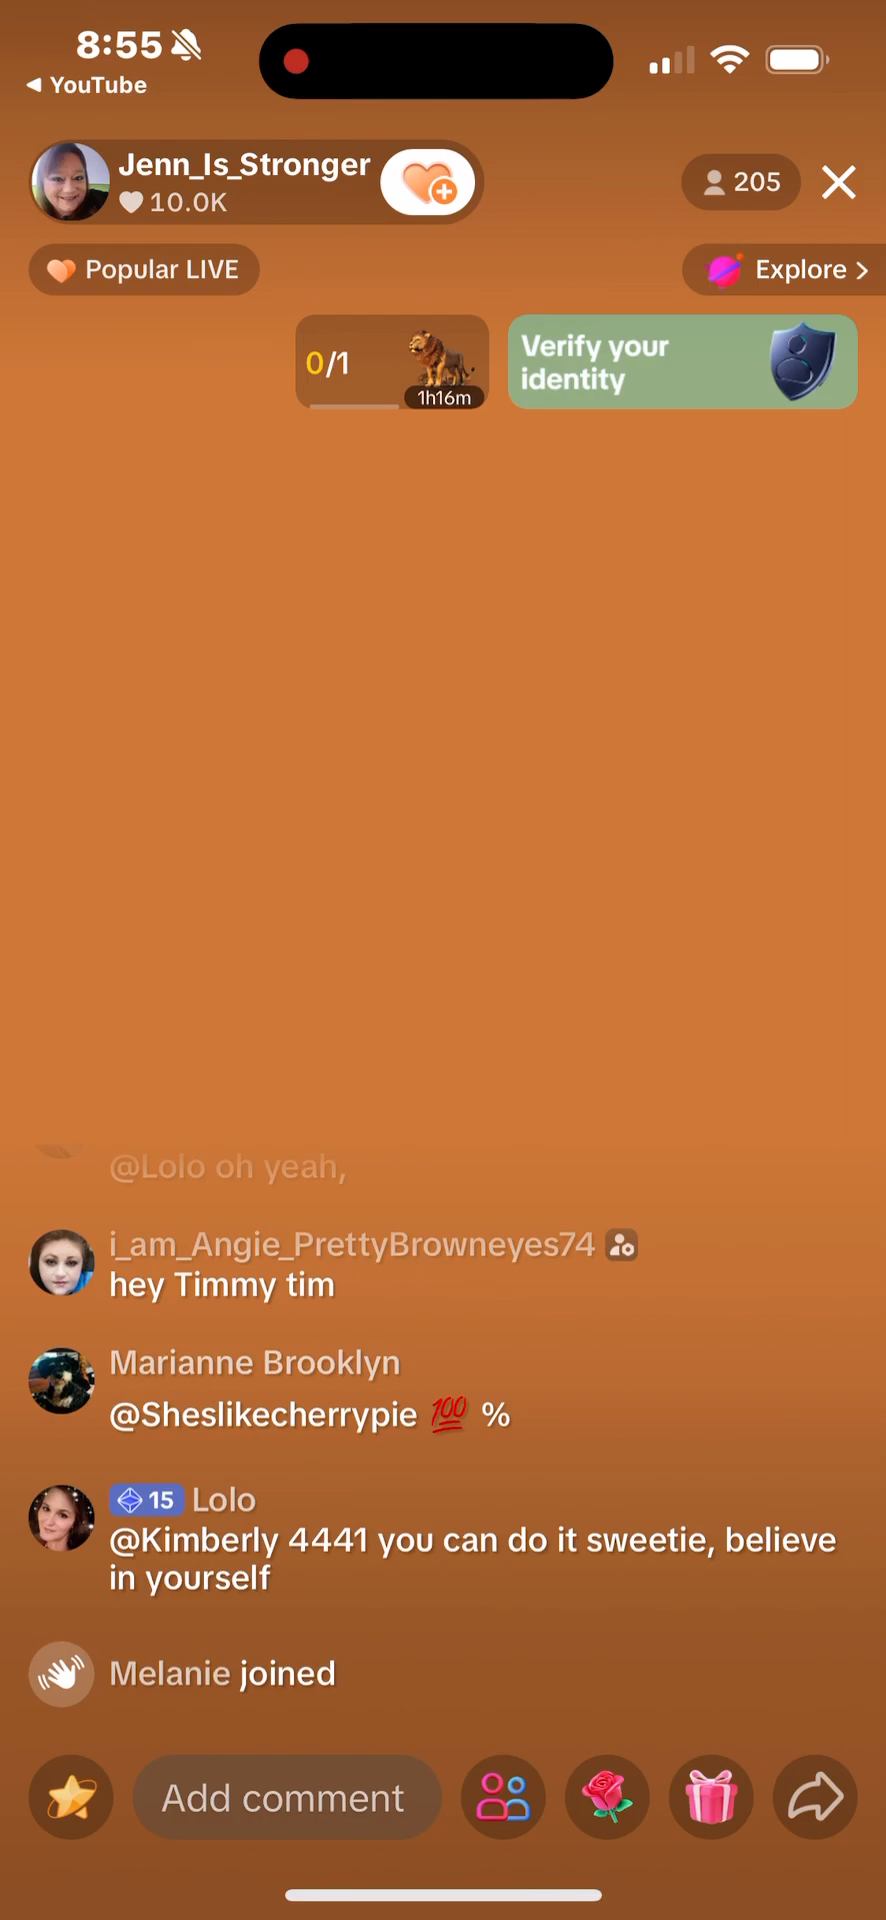 8:55
YouTube
Jenn_Is_Stronger
10.0K
205
Popular LIVE
Explore >
0/1
1h16m
Verify your
identity
@Lolo oh yeah,
i_am_Angie_PrettyBrowneyes74
hey Timmy tim
Marianne Brooklyn
@Sheslikecherrypie 💯 %
15 Lolo
@Kimberly 4441 you can do it sweetie, believe
in yourself
Melanie joined
Add comment